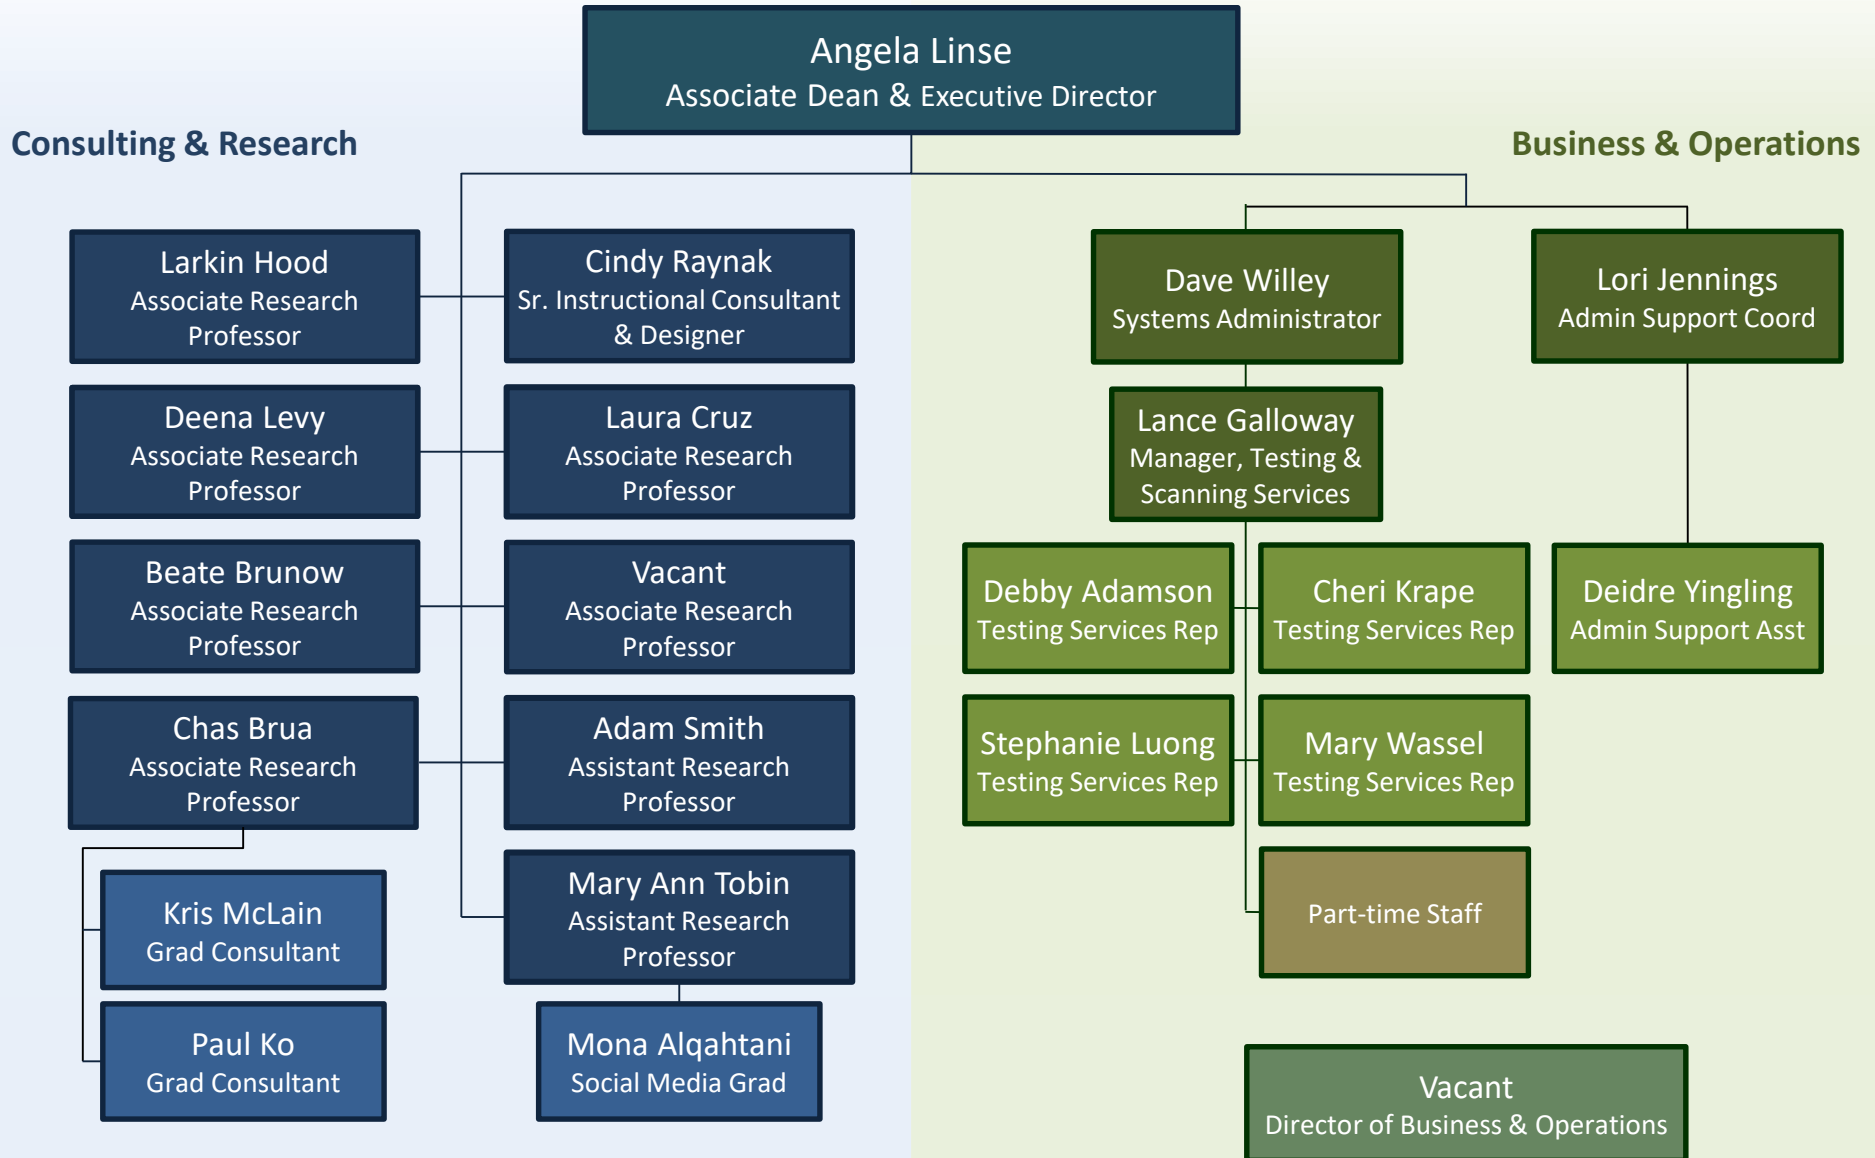 Angela Linse
Associate Dean & Executive Director
Consulting & Research
Business & Operations
Larkin Hood
Associate Research
Professor
Cindy Raynak
Sr. Instructional Consultant
& Designer
Deena Levy
Associate Research
Professor
Laura Cruz
Associate Research
Professor
Beate Brunow
Associate Research
Professor
Vacant
Associate Research
Professor
Chas Brua
Associate Research
Professor
Adam Smith
Assistant Research
Professor
Kris McLain
Grad Consultant
Paul Ko
Grad Consultant
Mary Ann Tobin
Assistant Research
Professor
Mona Alqahtani
Social Media Grad
Dave Willey
Systems Administrator
Lori Jennings
Admin Support Coord
Lance Galloway
Manager, Testing &
Scanning Services
Debby Adamson
Testing Services Rep
Cheri Krape
Testing Services Rep
Deidre Yingling
Admin Support Asst
Stephanie Luong
Testing Services Rep
Mary Wassel
Testing Services Rep
Part-time Staff
Vacant
Director of Business & Operations